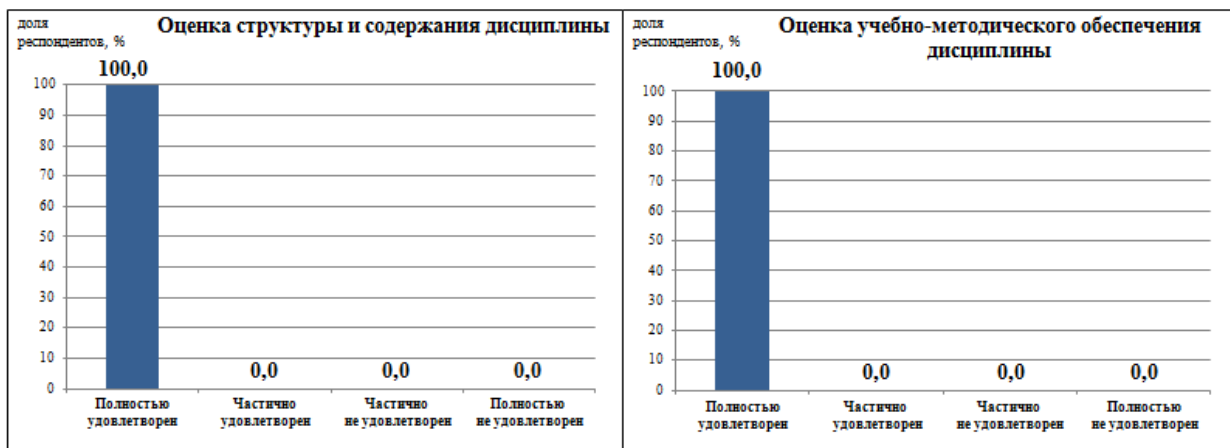 доля
респондентов, %
Оценка структуры и содержания дисциплины
100,0
100
90
80
70
60
50
40
30
20
10
0
0,0
0,0
0,0
Полностью
удовлетворен
Частично
удовлетворен
Частично
не удовлетворен
Полностью
не удовлетворен
доля
респондентов, %
Оценка учебно-методического обеспечения
дисциплины
100,0
100
90
80
70
60
50
40
30
20
10
0
0,0
0,0
0,0
Полностью
удовлетворен
Частично
удовлетворен
Частично
не удовлетворен
Полностью
не удовлетворен